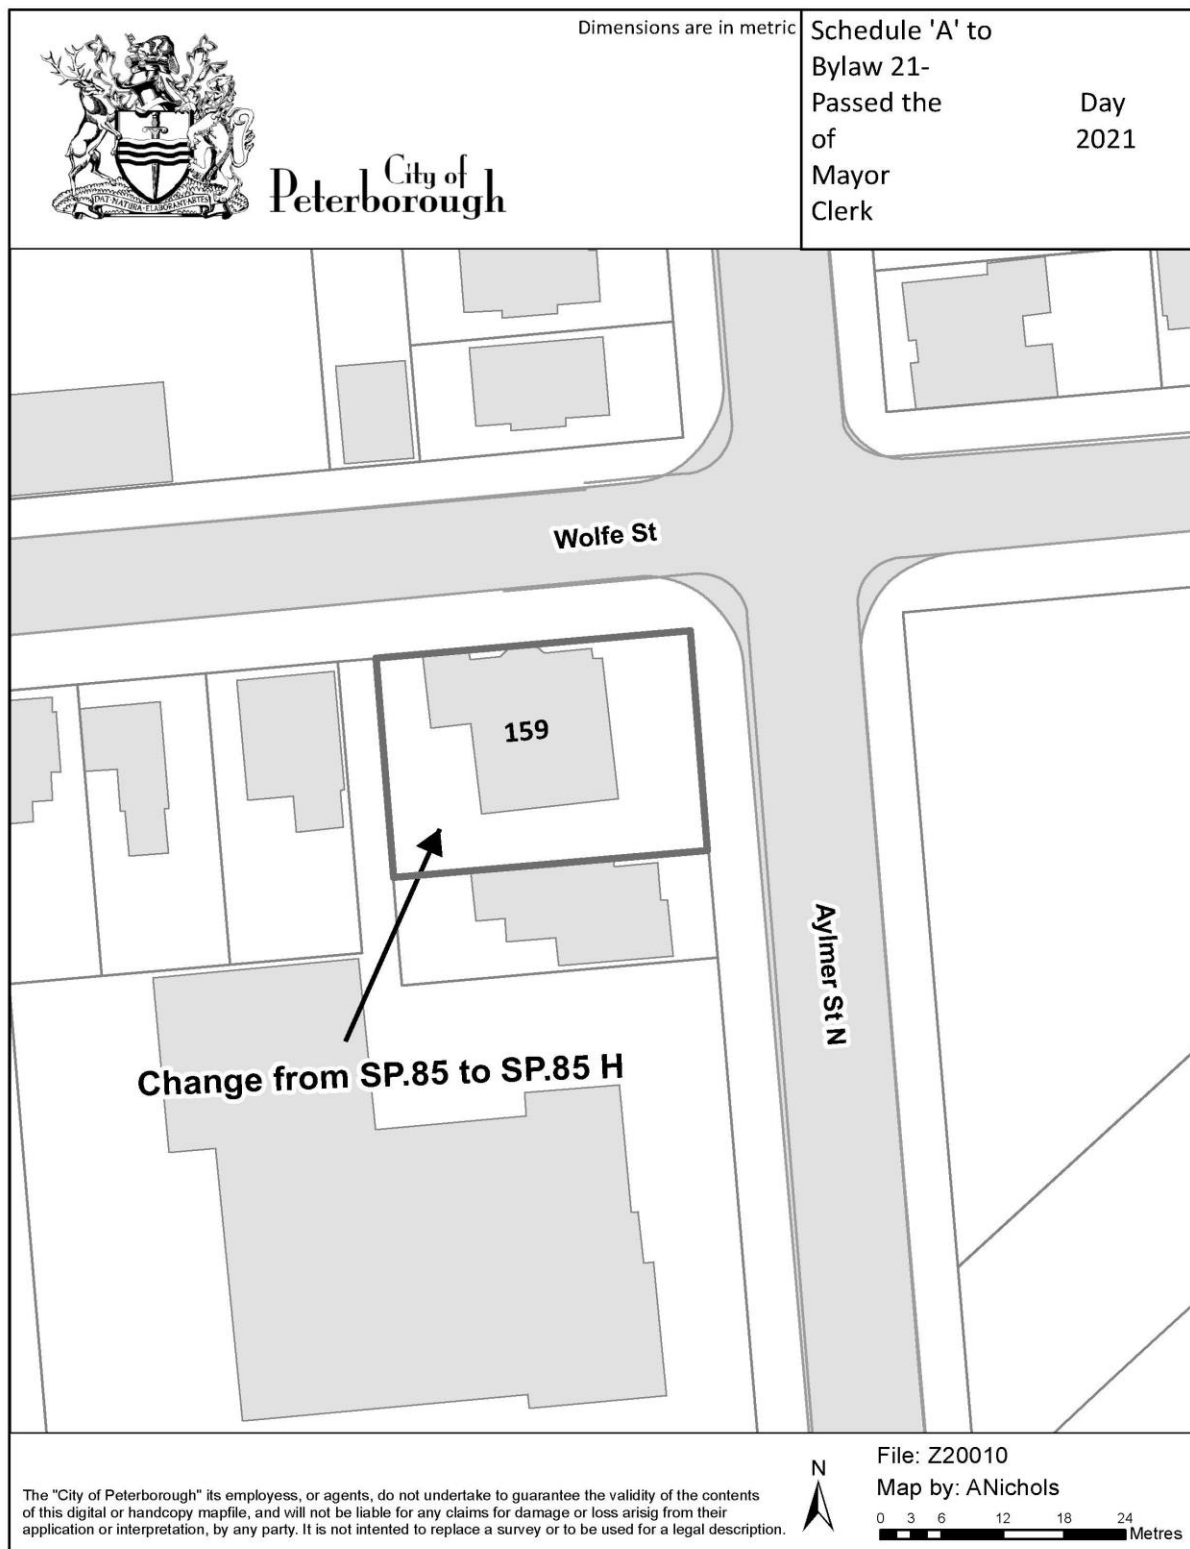 Dimensions are in metric
Schedule 'A' to
Bylaw 21-
Passed the Day
of 2021
Mayor
Clerk
DAT NATURA ELABORANT ARTES
City of
Peterborough
Wolfe St
159
Aylmer St N
Change from SP.85 to SP.85 H
The "City of Peterborough" its employess, or agents, do not undertake to guarantee the validity of the contents
of this digital or handcopy mapfile, and will not be liable for any claims for damage or loss arisig from their
application or interpretation, by any party. It is not intended to replace a survey or to be used for a legal description.
N
File: Z20010
Map by: ANichols
0 3 6 12 18 24
Metres